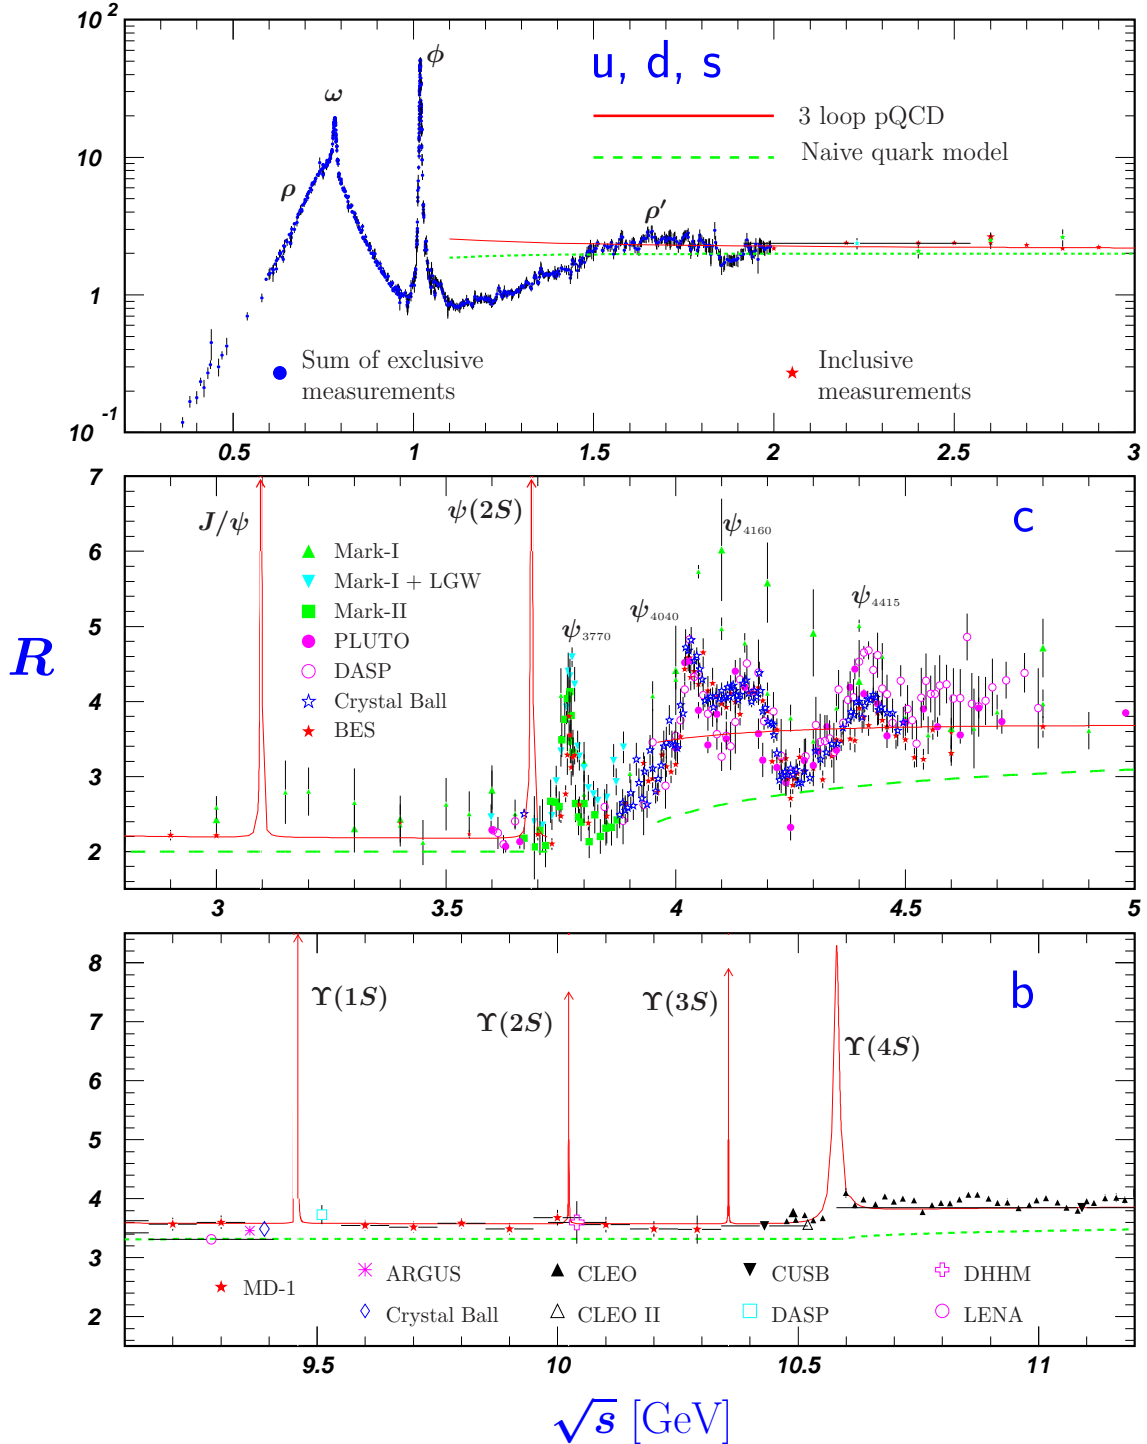 10 2
u, d, s
ϕ
ω
3 loop pQCD
10
Naive quark model
ρ
ρ′
1
Sum of exclusive measurements
Inclusive measurements
10 -1
0.5 1 1.5 2 2.5 3
7
J/ψ
ψ(2S)
c
ψ4160
6
Mark-I
Mark-I + LGW
Mark-II
ψ3770
ψ4040
ψ4415
5
PLUTO
R
DASP
4
Crystal Ball
BES
3
2
3 3.5 4 4.5 5
8
Υ(1S)
Υ(2S)
Υ(3S)
b
7
Υ(4S)
6
5
4
3
MD-1
ARGUS
CLEO
CUSB
DHHM
Crystal Ball
CLEO II
DASP
LENA
2
9.5 10 10.5 11
√s [GeV]